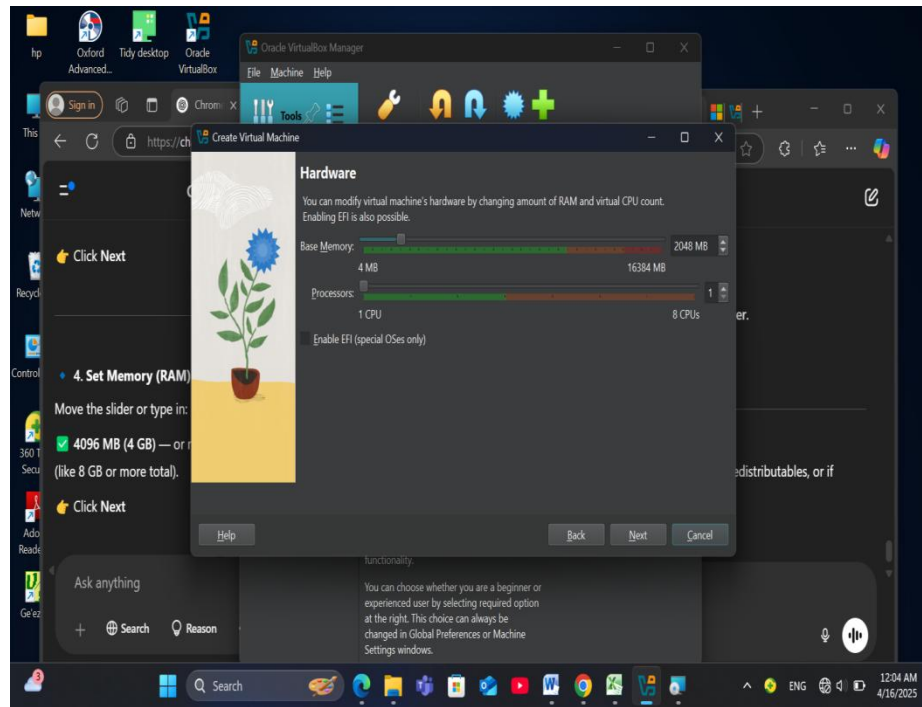 hp
Oxford Advanced...
Tidy desktop
Oracle VirtualBox
Oracle VirtualBox Manager
File Machine Help
Sign in
Chrom
Tools
This
https://ch
Create Virtual Machine
Hardware
You can modify virtual machine's hardware by changing amount of RAM and virtual CPU count.
Enabling EFI is also possible.
Netw
Base Memory: 2048 MB
4 MB 16384 MB
Click Next
Recycl
Processors: 1
1 CPU 8 CPUs
er.
Enable EFI (special OSes only)
Control
4. Set Memory (RAM)
Move the slider or type in:
4096 MB (4 GB) — or r
360 T
Secu
(like 8 GB or more total).
edistributables, or if
Click Next
Ado
Reade
Help Back Next Cancel
functionality.
Ask anything
You can choose whether you are a beginner or
experienced user by selecting required option
at the right. This choice can always be
changed in Global Preferences or Machine
Settings windows.
Ge'ez
+ Search Reason
3
Search
ENG
12:04 AM
4/16/2025